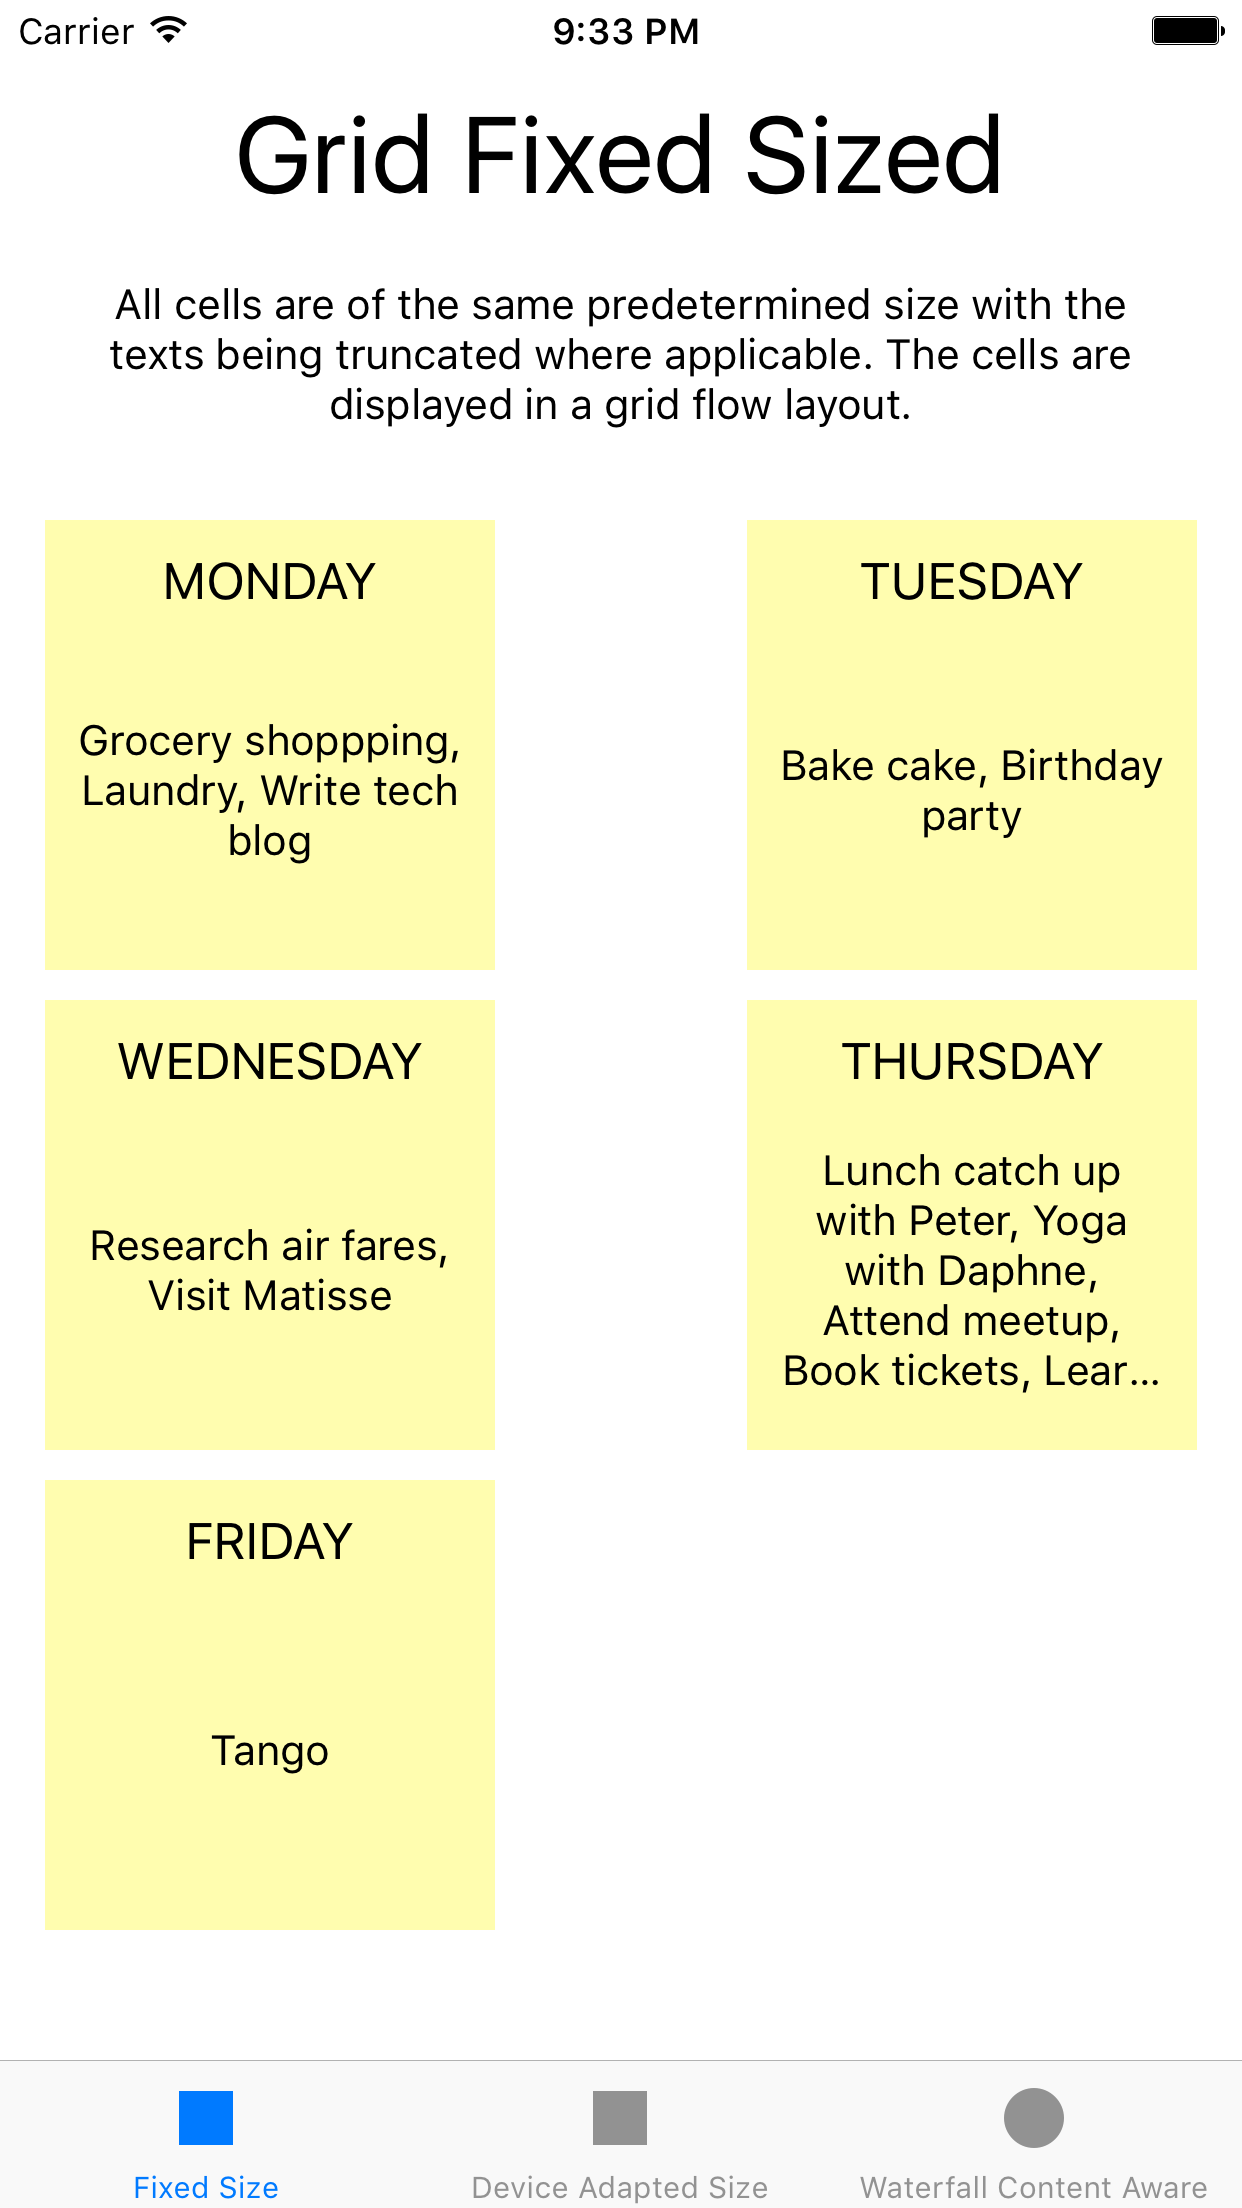 Carrier 9:33 PM
Grid Fixed Sized
All cells are of the same predetermined size with the
texts being truncated where applicable. The cells are
displayed in a grid flow layout.
MONDAY
Grocery shoppping,
Laundry, Write tech
blog
TUESDAY
Bake cake, Birthday
party
WEDNESDAY
Research air fares,
Visit Matisse
THURSDAY
Lunch catch up
with Peter, Yoga
with Daphne,
Attend meetup,
Book tickets, Lear...
FRIDAY
Tango
Fixed Size
Device Adapted Size
Waterfall Content Aware